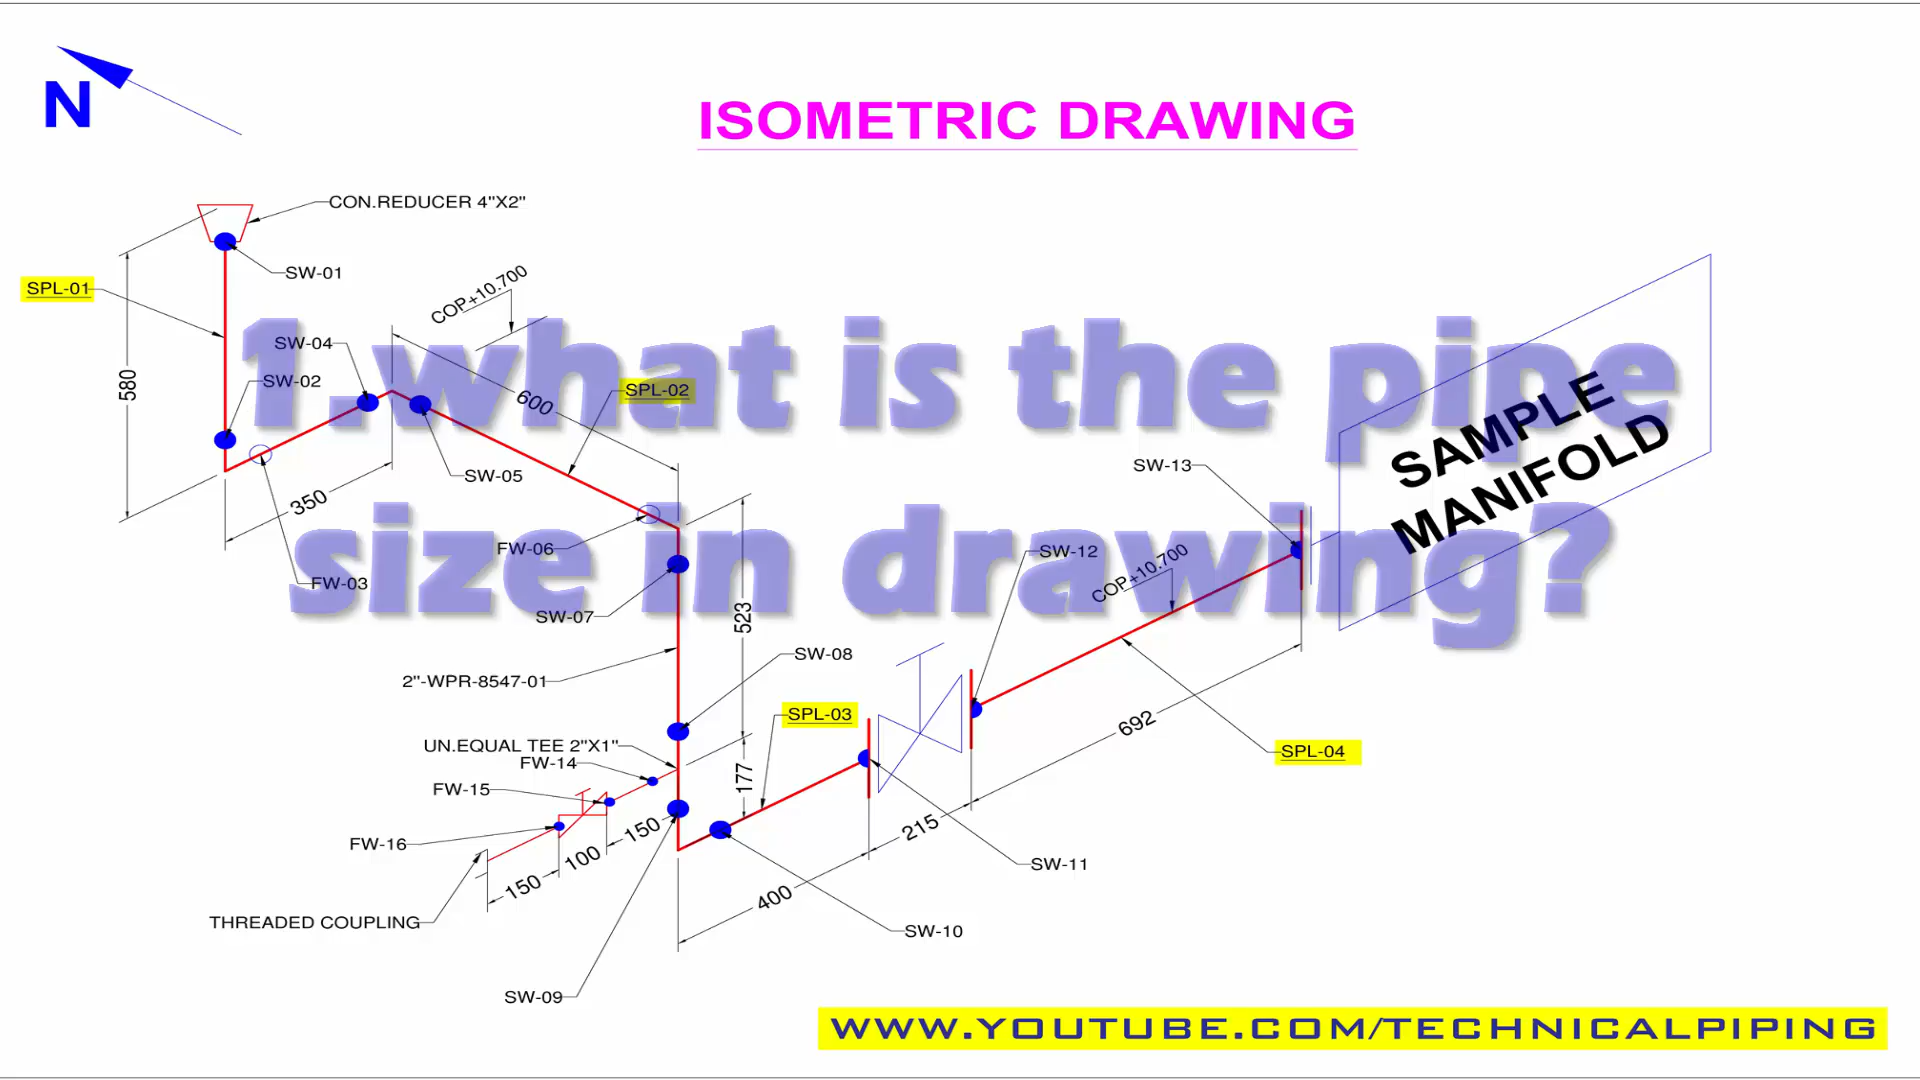 N
ISOMETRIC DRAWING
CON.REDUCER 4"X2"
SW-01
SPL-01
COP+10.700
SW-04
580
SW-02
600
SPL-02
1.what is the pipe
size in drawing?
SAMPLE
MANIFOLD
SW-13
SW-05
350
FW-06
SW-12
COP+10.700
FW-03
SW-07
523
SW-08
2"-WPR-8547-01
SPL-03
692
UN.EQUAL TEE 2"X1"
FW-14
SPL-04
177
FW-15
150
215
FW-16
100
SW-11
150
400
THREADED COUPLING
SW-10
SW-09
WWW.YOUTUBE.COM/TECHNICALPIPING